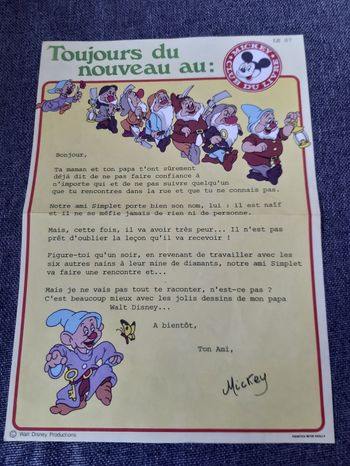 LB 07
Toujours du
nouveau au:
MICKEY
CLUB DU LIVRE
Bonjour,
Ta maman et ton papa t'ont sûrement
déjà dit de ne pas faire confiance à
n'importe qui et de ne pas suivre quelqu'un
que tu rencontres dans la rue et que tu ne connais pas.
Notre ami Simplet porte bien son nom, lui : il est naïf
et il ne se méfie jamais de rien ni de personne.
Mais, cette fois, il va avoir très peur... Il n'est pas
prêt d'oublier la leçon qu'il va recevoir !
Figure-toi qu'un soir, en revenant de travailler avec les
six autres nains à leur mine de diamants, notre ami Simplet
va faire une rencontre et...
Mais je ne vais pas tout te raconter, n'est-ce pas ?
C'est beaucoup mieux avec les jolis dessins de mon papa
Walt Disney...
A bientôt,
Ton Ami,
Mickey
© Walt Disney Productions